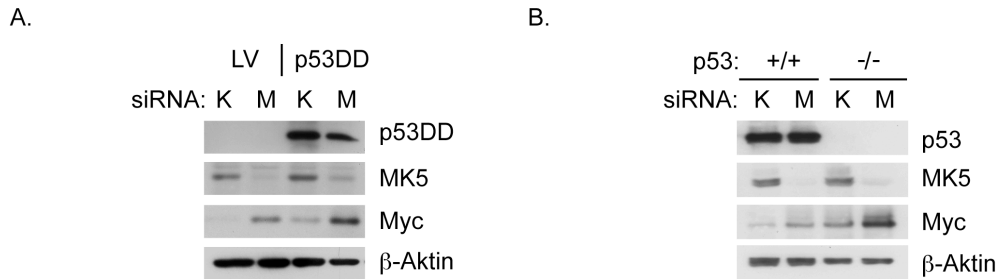 A.
LV | p53DD
siRNA: K M K M
p53DD
MK5
Myc
β-Aktin
B.
p53: +/+ -/-
siRNA: K M K M
p53
MK5
Myc
β-Aktin